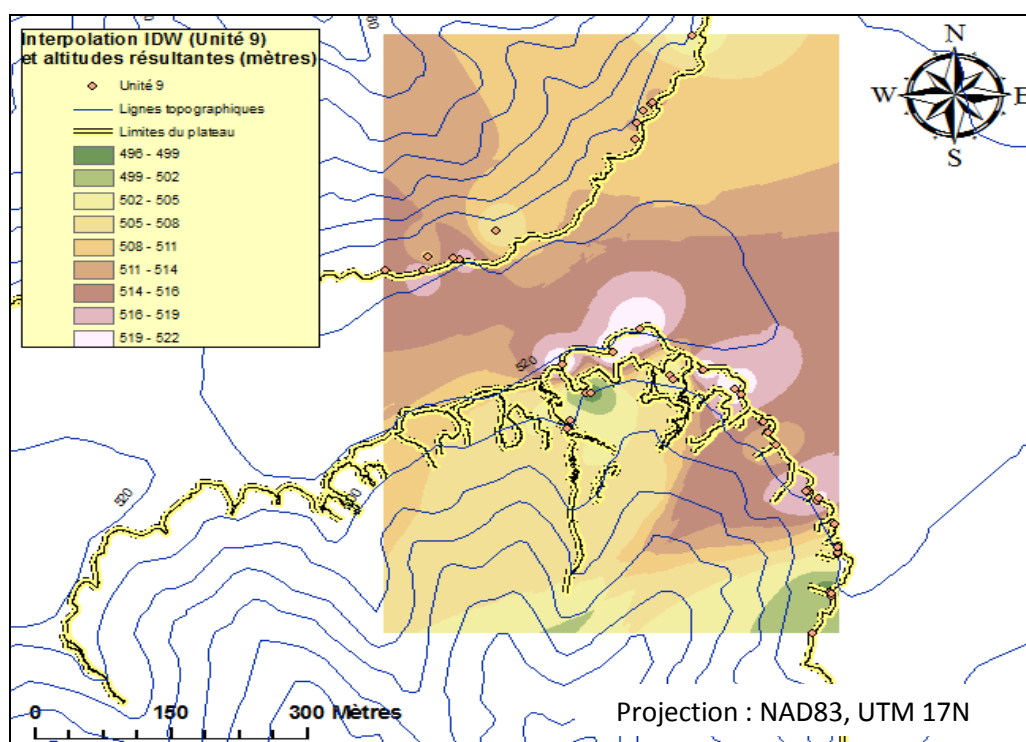 Interpolation IDW (Unité 9)
et altitudes résultantes (mètres)
Unité 9
Lignes topographiques
Limites du plateau
496 - 499
499 - 502
502 - 505
505 - 508
508 - 511
511 - 514
514 - 516
516 - 519
519 - 522
N
W
E
S
520
520
0
150
300 Mètres
Projection : NAD83, UTM 17N